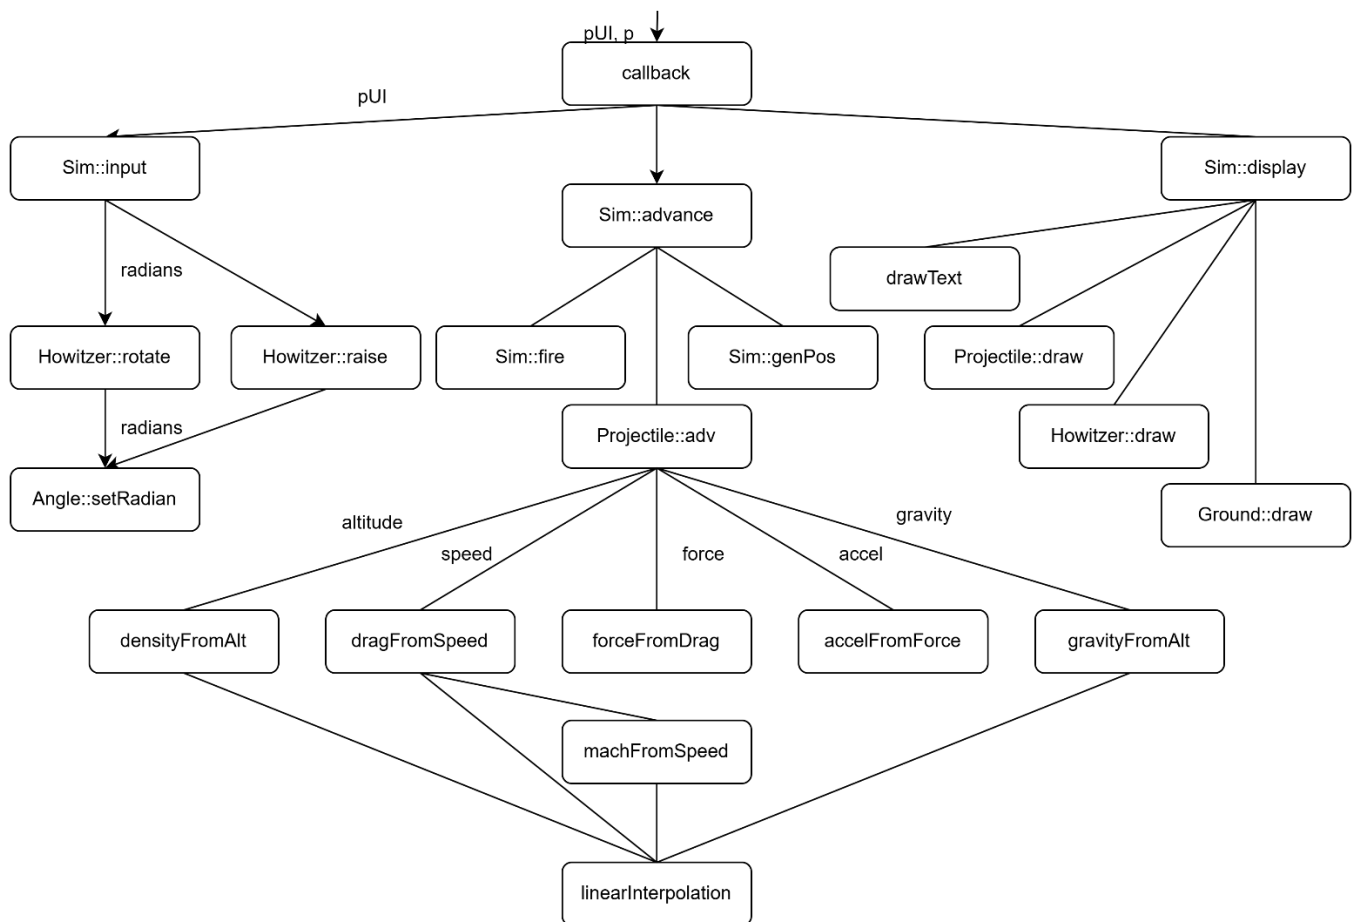 pUI, p
callback
pUI
Sim::input
Sim::display
Sim::advance
radians
drawText
Howitzer::rotate
Howitzer::raise
Sim::fire
Sim::genPos
Projectile::draw
radians
Projectile::adv
Howitzer::draw
Angle::setRadian
Ground::draw
altitude
gravity
speed
force
accel
densityFromAlt
dragFromSpeed
forceFromDrag
accelFromForce
gravityFromAlt
machFromSpeed
linearInterpolation